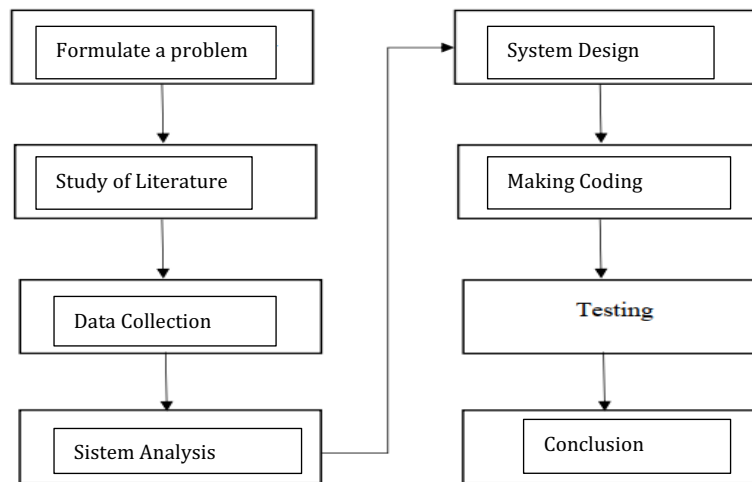 Formulate a problem
Study of Literature
Data Collection
Sistem Analysis
System Design
Making Coding
Testing
Conclusion